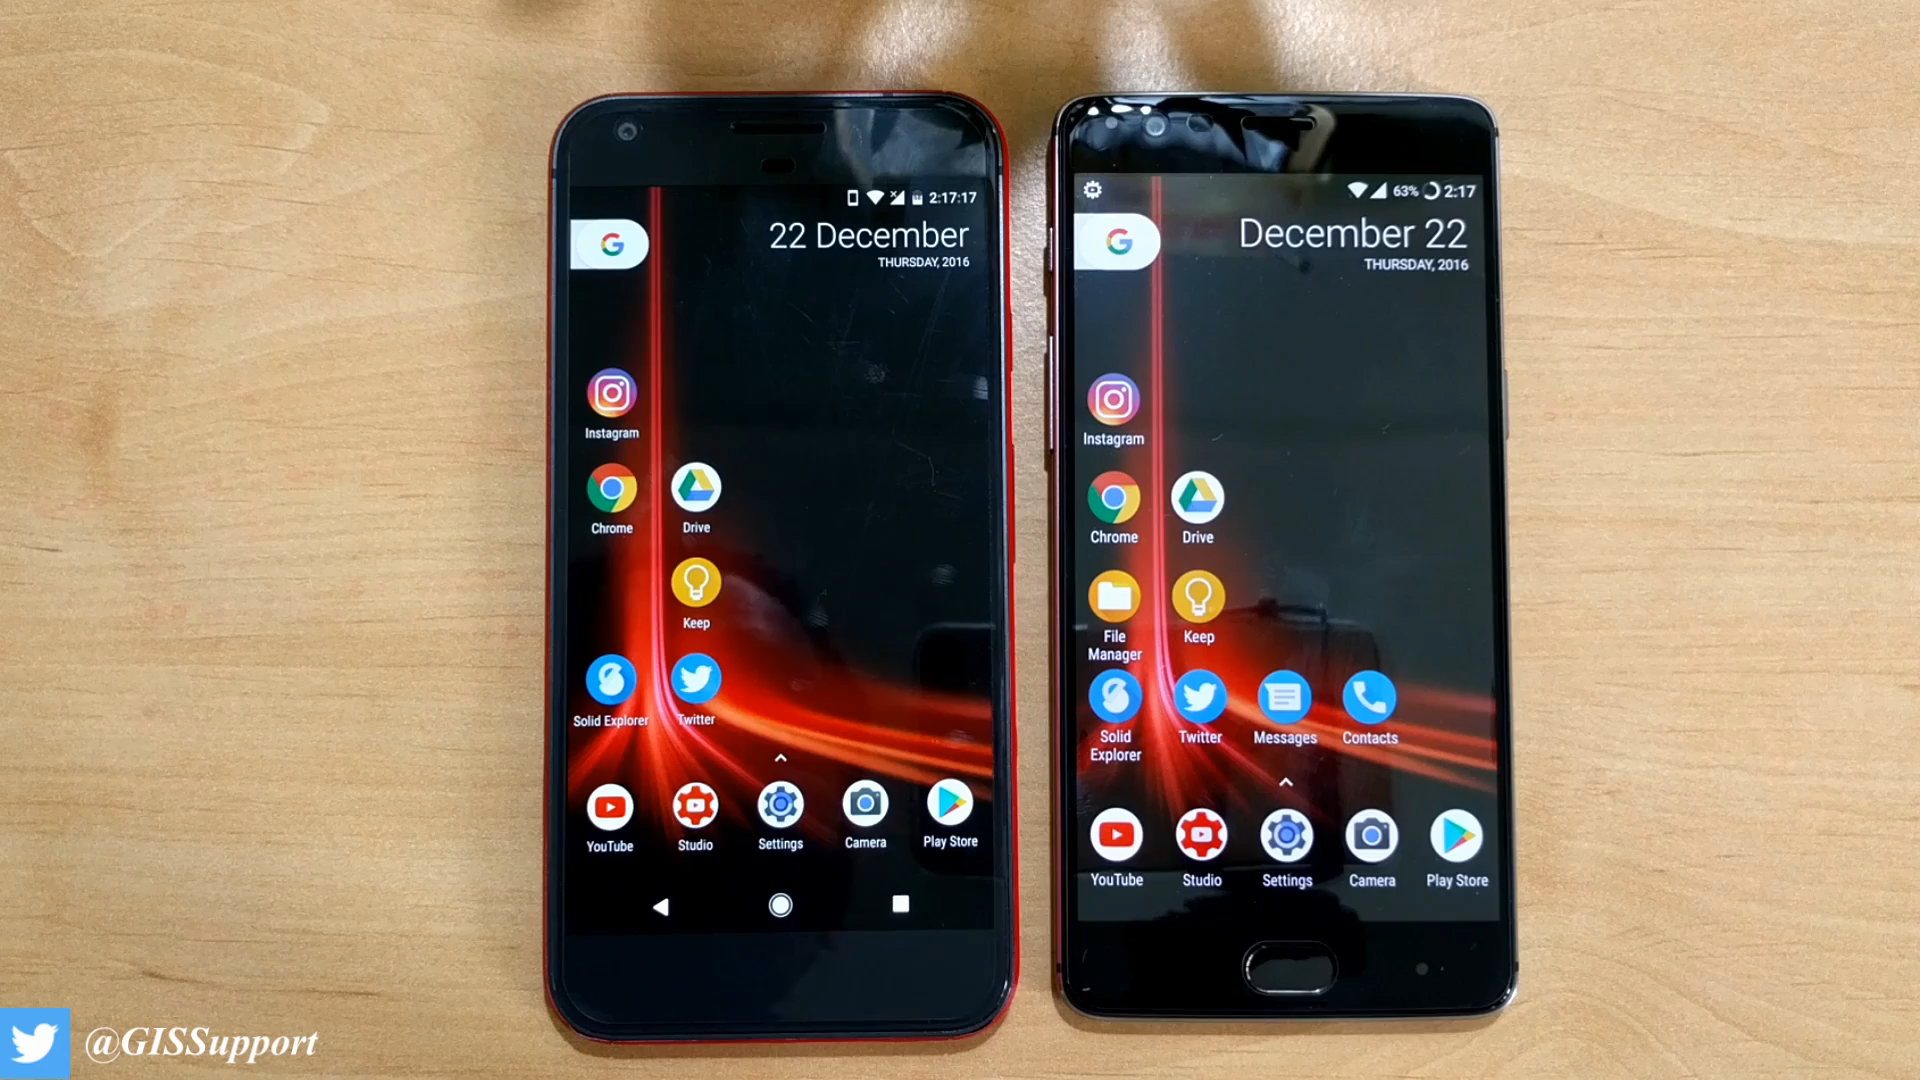 2:17:17
22 December
THURSDAY, 2016
Instagram
Chrome
Drive
Keep
Solid Explorer
Twitter
YouTube
Studio
Settings
Camera
Play Store
63% 2:17
December 22
THURSDAY, 2016
Instagram
Chrome
Drive
File
Manager
Keep
Solid
Explorer
Twitter
Messages
Contacts
YouTube
Studio
Settings
Camera
Play Store
@GISSupport